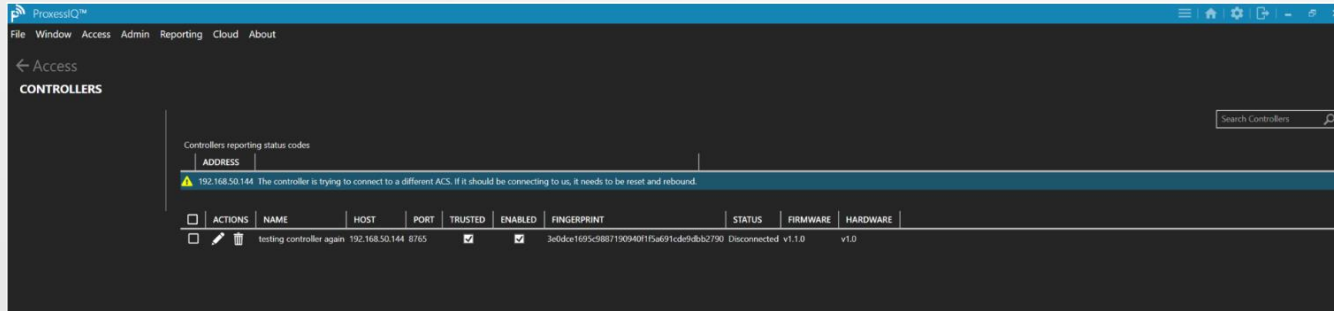 ProxessIQ™
File Window Access Admin Reporting Cloud About
Access
CONTROLLERS
Search Controllers
Controllers reporting status codes
ADDRESS
192.168.50.144 The controller is trying to connect to a different ACS. If it should be connecting to us, it needs to be reset and rebound.
ACTIONS NAME HOST PORT TRUSTED ENABLED FINGERPRINT STATUS FIRMWARE HARDWARE
testing controller again 192.168.50.144 8765 3e0dce1695c9887190940f1f5a691cde9dbb2790 Disconnected v1.1.0 v1.0